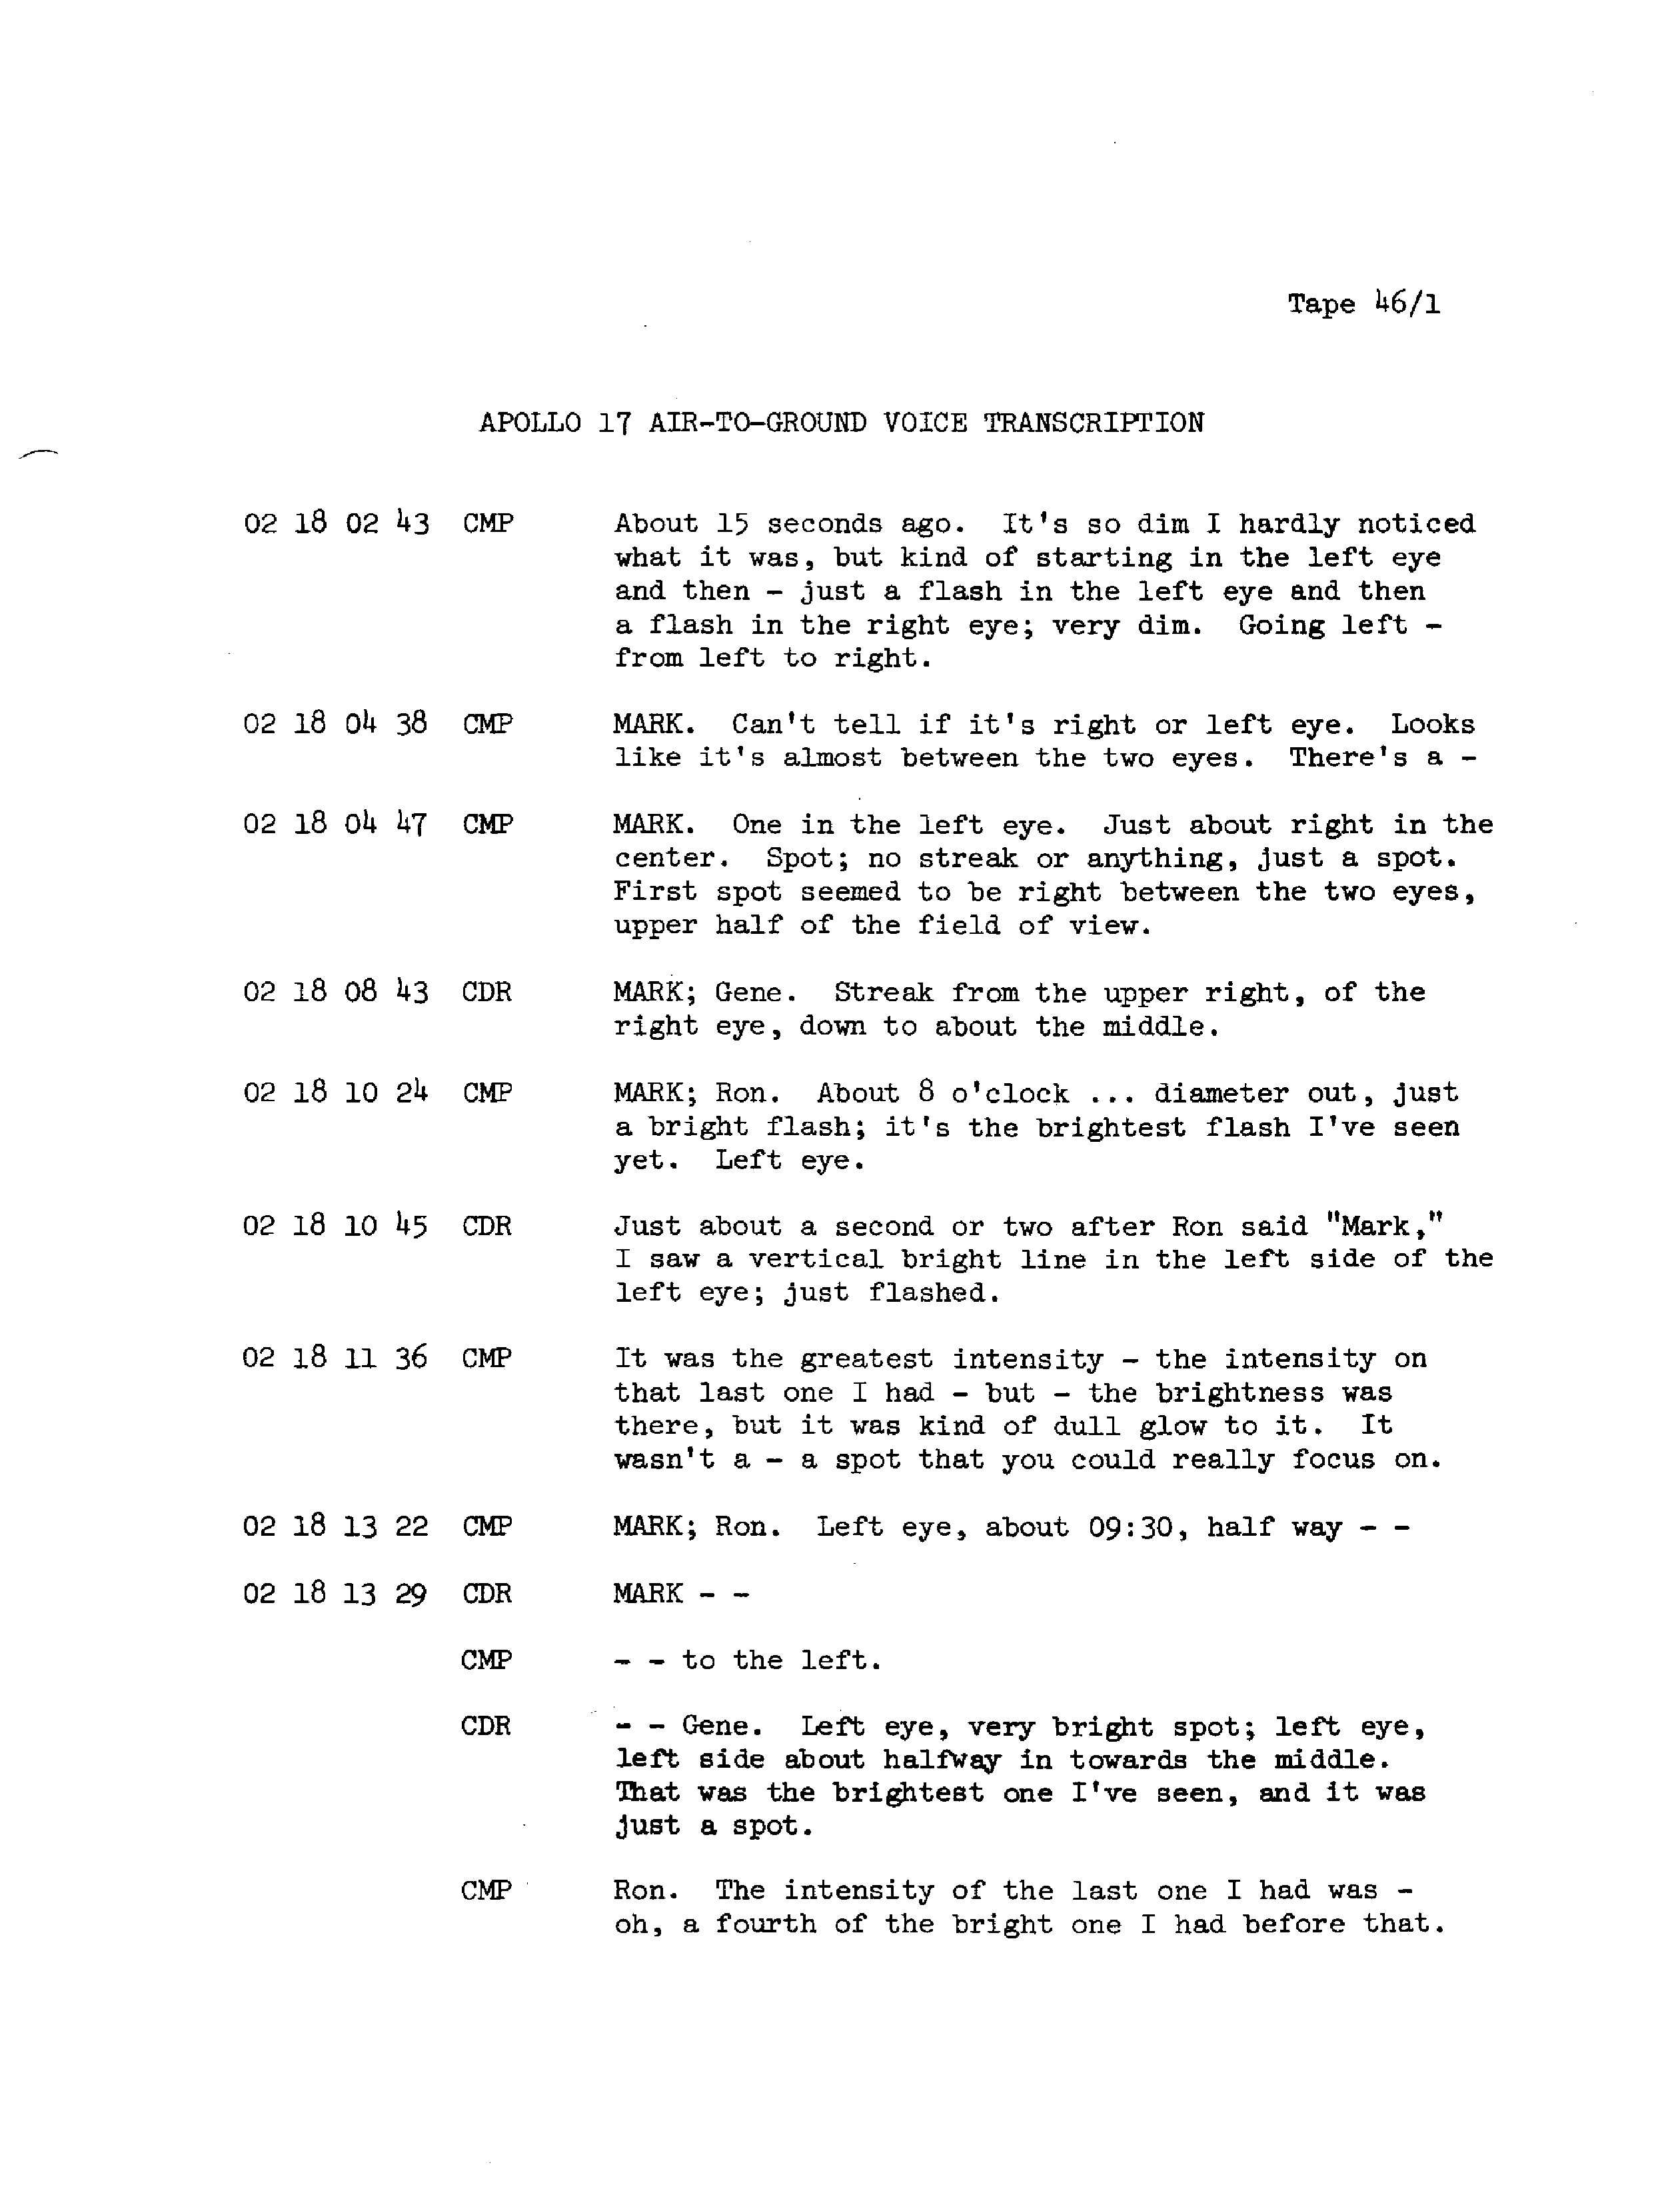 Tape 46/1
APOLLO 17 AIR-TO-GROUND VOICE TRANSCRIPTION
02 18 02 43 CMP About 15 seconds ago. It's so dim I hardly noticed
what it was, but kind of starting in the left eye
and then - just a flash in the left eye and then
a flash in the right eye; very dim. Going left -
from left to right.
02 18 04 38 CMP MARK. Can't tell if it's right or left eye. Looks
like it's almost between the two eyes. There's a -
02 18 04 47 CMP MARK. One in the left eye. Just about right in the
center. Spot; no streak or anything, just a spot.
First spot seemed to be right between the two eyes,
upper half of the field of view.
02 18 08 43 CDR MARK; Gene. Streak from the upper right, of the
right eye, down to about the middle.
02 18 10 24 CMP MARK; Ron. About 8 o'clock ... diameter out, just
a bright flash; it's the brightest flash I've seen
yet. Left eye.
02 18 10 45 CDR Just about a second or two after Ron said "Mark,"
I saw a vertical bright line in the left side of the
left eye; just flashed.
02 18 11 36 CMP It was the greatest intensity - the intensity on
that last one I had - but - the brightness was
there, but it was kind of dull glow to it. It
wasn't a - a spot that you could really focus on.
02 18 13 22 CMP MARK; Ron. Left eye, about 09:30, half way - -
02 18 13 29 CDR MARK - -
CMP - - to the left.
CDR - - Gene. Left eye, very bright spot; left eye,
left side about halfway in towards the middle.
That was the brightest one I've seen, and it was
just a spot.
CMP Ron. The intensity of the last one I had was -
oh, a fourth of the bright one I had before that.